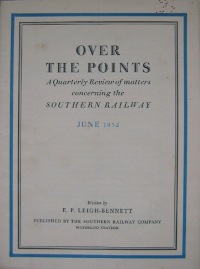 OVER
THE POINTS
A Quarterly Review of matters
concerning the
SOUTHERN RAILWAY
JUNE 1932
Written by
E. P. LEIGH-BENNETT
PUBLISHED BY THE SOUTHERN RAILWAY COMPANY
WATERLOO STATION